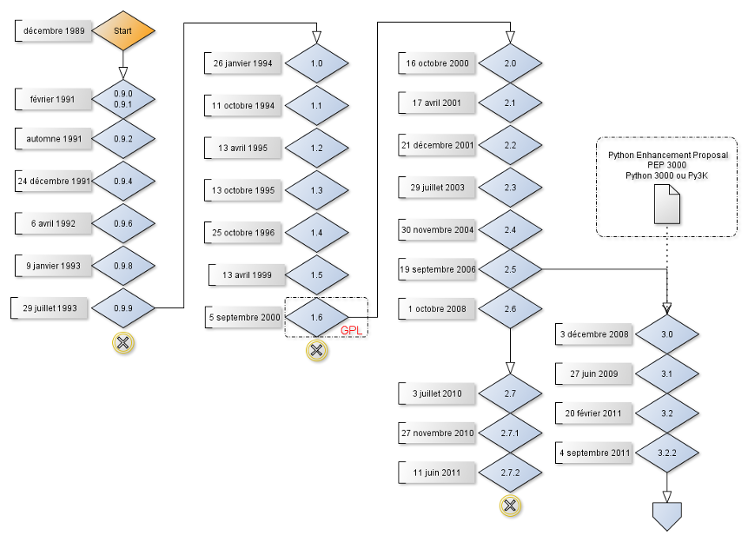 décembre 1989
Start
février 1991
0.9.0
0.9.1
automne 1991
0.9.2
24 décembre 1991
0.9.4
6 avril 1992
0.9.6
9 janvier 1993
0.9.8
29 juillet 1993
0.9.9
26 janvier 1994
1.0
11 octobre 1994
1.1
13 avril 1995
1.2
13 octobre 1995
1.3
25 octobre 1996
1.4
13 avril 1999
1.5
5 septembre 2000
1.6
GPL
16 octobre 2000
2.0
17 avril 2001
2.1
21 décembre 2001
2.2
29 juillet 2003
2.3
30 novembre 2004
2.4
19 septembre 2006
2.5
1 octobre 2008
2.6
3 juillet 2010
2.7
27 novembre 2010
2.7.1
11 juin 2011
2.7.2
Python Enhancement Proposal
PEP 3000
Python 3000 ou Py3K
3 décembre 2008
3.0
27 juin 2009
3.1
20 février 2011
3.2
4 septembre 2011
3.2.2